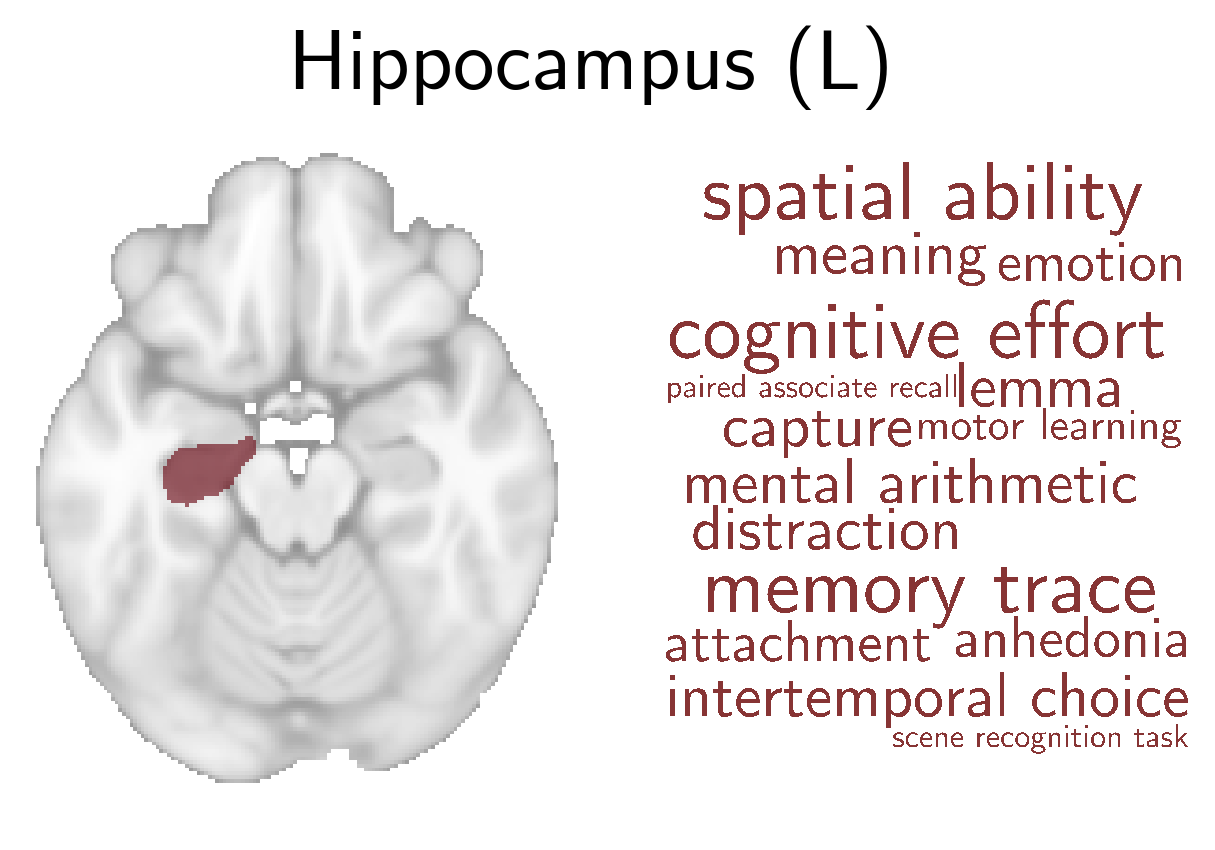 Hippocampus (L)
spatial ability
meaning emotion
cognitive effort
paired associate recall lemma
capture motor learning
mental arithmetic
distraction
memory trace
attachment anhedonia
intertemporal choice
scene recognition task